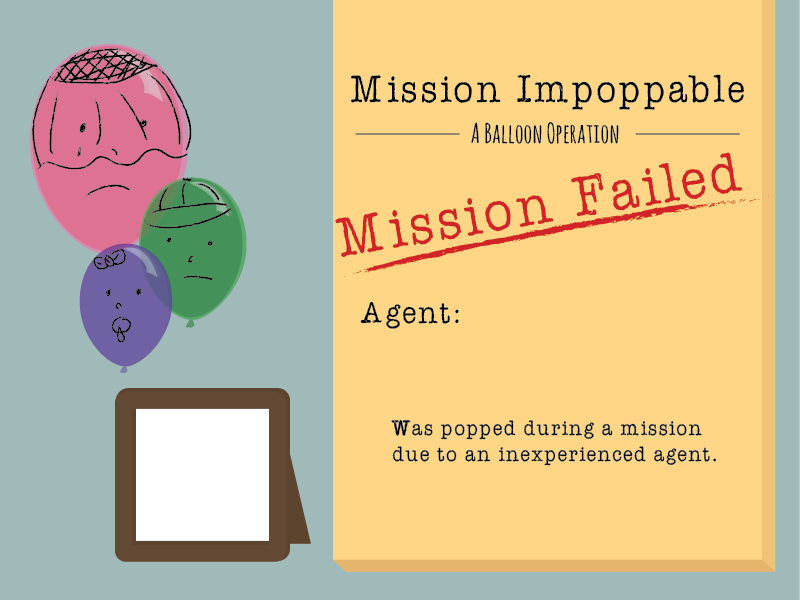 Mission Impoppable
A Balloon Operation
Mission Failed
Agent:
Was popped during a mission
due to an inexperienced agent.